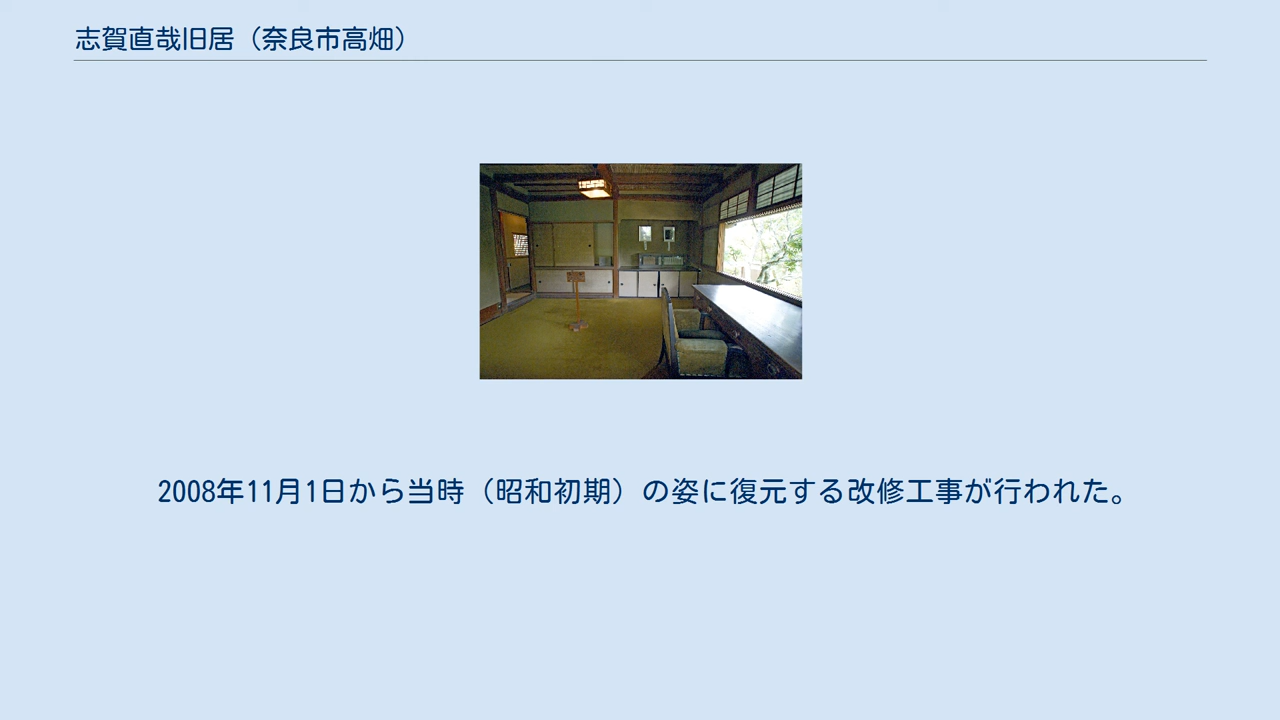 志賀直哉旧居（奈良市高畑）
2008年11月1日から当時（昭和初期）の姿に復元する改修工事が行われた。